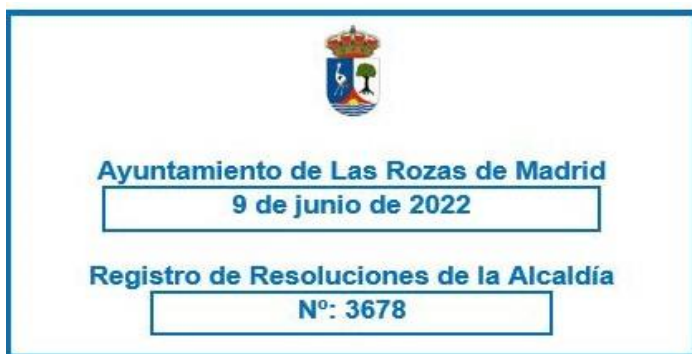 Ayuntamiento de Las Rozas de Madrid
9 de junio de 2022
Registro de Resoluciones de la Alcaldía
Nº: 3678